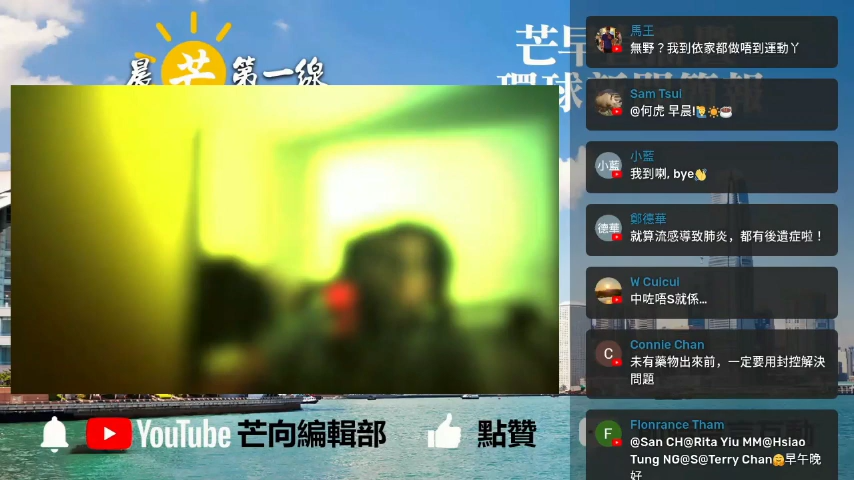 晨芒第一線
馬王
無野？我到依家都做唔到運動丫
Sam Tsui
@何虎 早晨!🙋‍♂️☀️☕
小藍
小藍
我到喇, bye👋
鄭德華
德華
就算流感導致肺炎，都有後遺症啦！
W Cuicui
中咗唔S就係...
Connie Chan
C
未有藥物出來前，一定要用封控解決
問題
Flonrance Tham
F
@San CH@Rita Yiu MM@Hsiao
Tung NG@S@Terry Chan🤗早午晚
好
YouTube 芒向編輯部 點贊